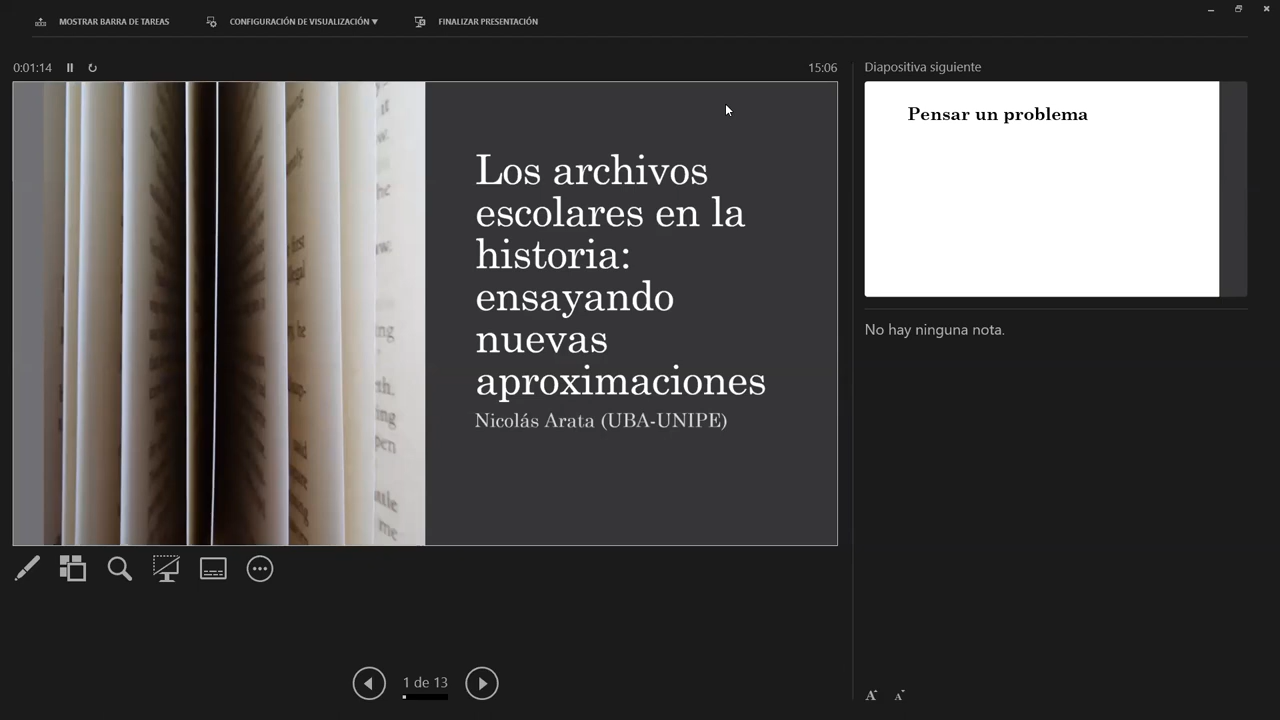 MOSTRAR BARRA DE TAREAS
CONFIGURACIÓN DE VISUALIZACIÓN ▼
FINALIZAR PRESENTACIÓN
0:01:14
15:06
Diapositiva siguiente
Los archivos
escolares en la
historia:
ensayando
nuevas
aproximaciones
Nicolás Arata (UBA-UNIPE)
Pensar un problema
No hay ninguna nota.
1 de 13